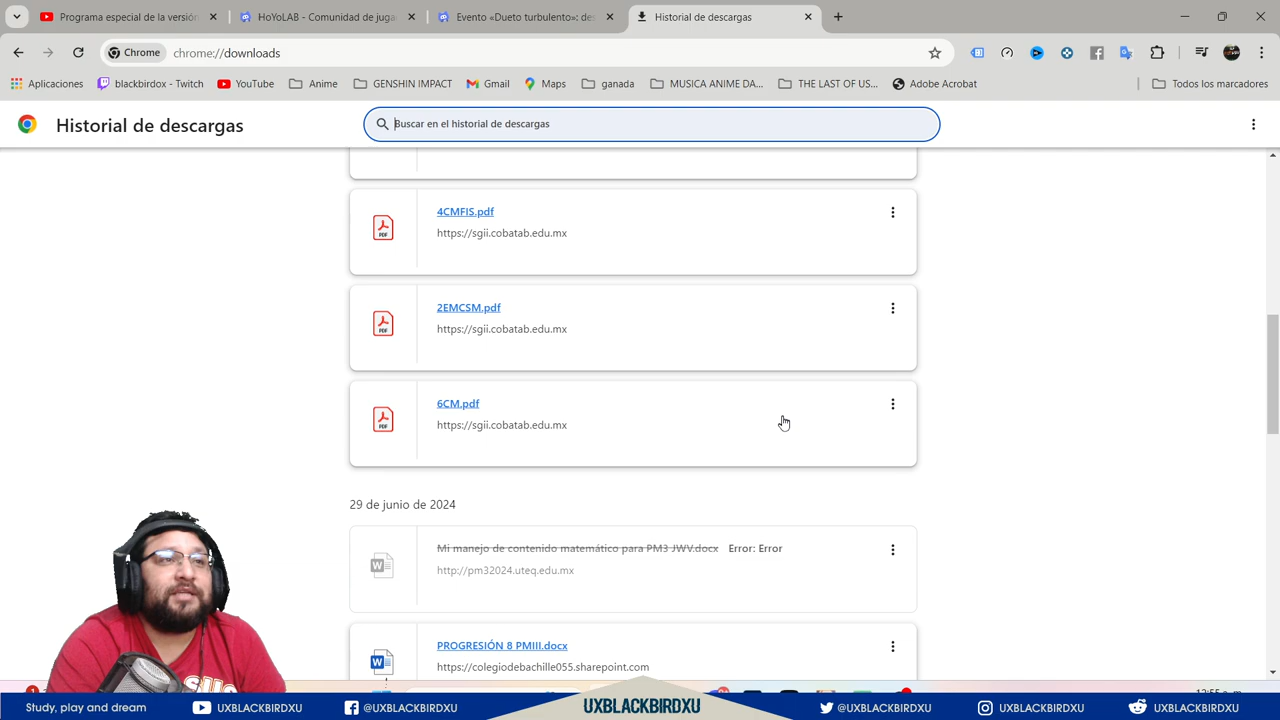 Programa especial de la versión
HoYoLAB - Comunidad de juga
Evento «Dueto turbulento»: de
Historial de descargas
Chrome
chrome://downloads
Aplicaciones
blackbirdox - Twitch
YouTube
Anime
GENSHIN IMPACT
Gmail
Maps
ganada
MUSICA ANIME DA...
THE LAST OF US...
Adobe Acrobat
Todos los marcadores
Historial de descargas
Buscar en el historial de descargas
4CMFIS.pdf
https://sgii.cobatab.edu.mx
2EMCSM.pdf
https://sgii.cobatab.edu.mx
6CM.pdf
https://sgii.cobatab.edu.mx
29 de junio de 2024
Mi manejo de contenido matemático para PM3 JWV.docx Error: Error
http://pm32024.uteq.edu.mx
PROGRESIÓN 8 PMIII.docx
https://colegiodebachille055.sharepoint.com
Study, play and dream
UXBLACKBIRDXU
@UXBLACKBIRDXU
UXBLACKBIRDXU
@UXBLACKBIRDXU
UXBLACKBIRDXU
UXBLACKBIRDXU